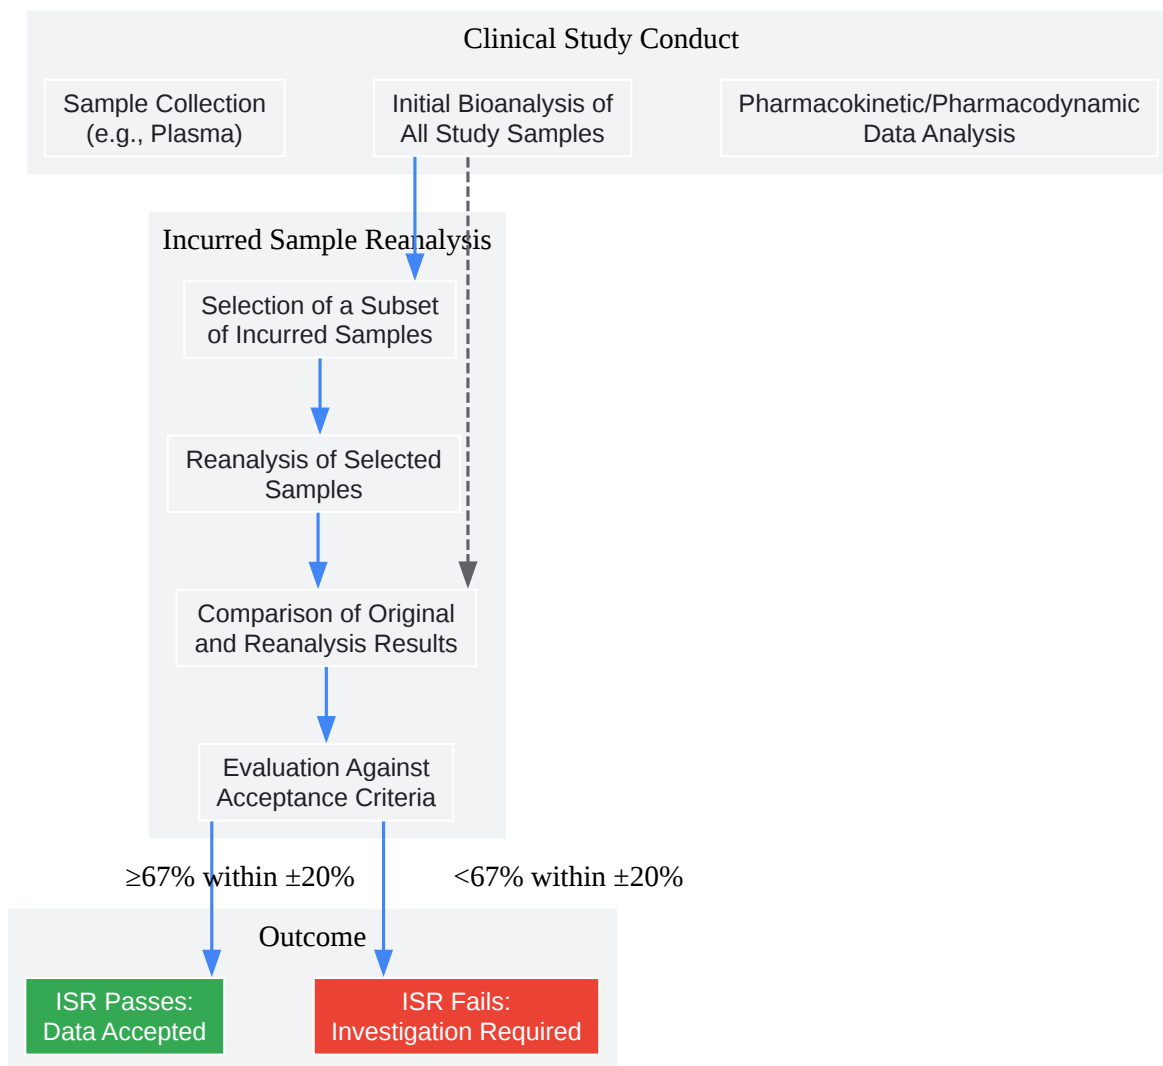 Clinical Study Conduct
Sample Collection
(e.g., Plasma)
Initial Bioanalysis of
All Study Samples
Pharmacokinetic/Pharmacodynamic
Data Analysis
Incurred Sample Reanalysis
Selection of a Subset
of Incurred Samples
Reanalysis of Selected
Samples
Comparison of Original
and Reanalysis Results
Evaluation Against
Acceptance Criteria
≥67% within ±20%
<67% within ±20%
Outcome
ISR Passes:
Data Accepted
ISR Fails:
Investigation Required